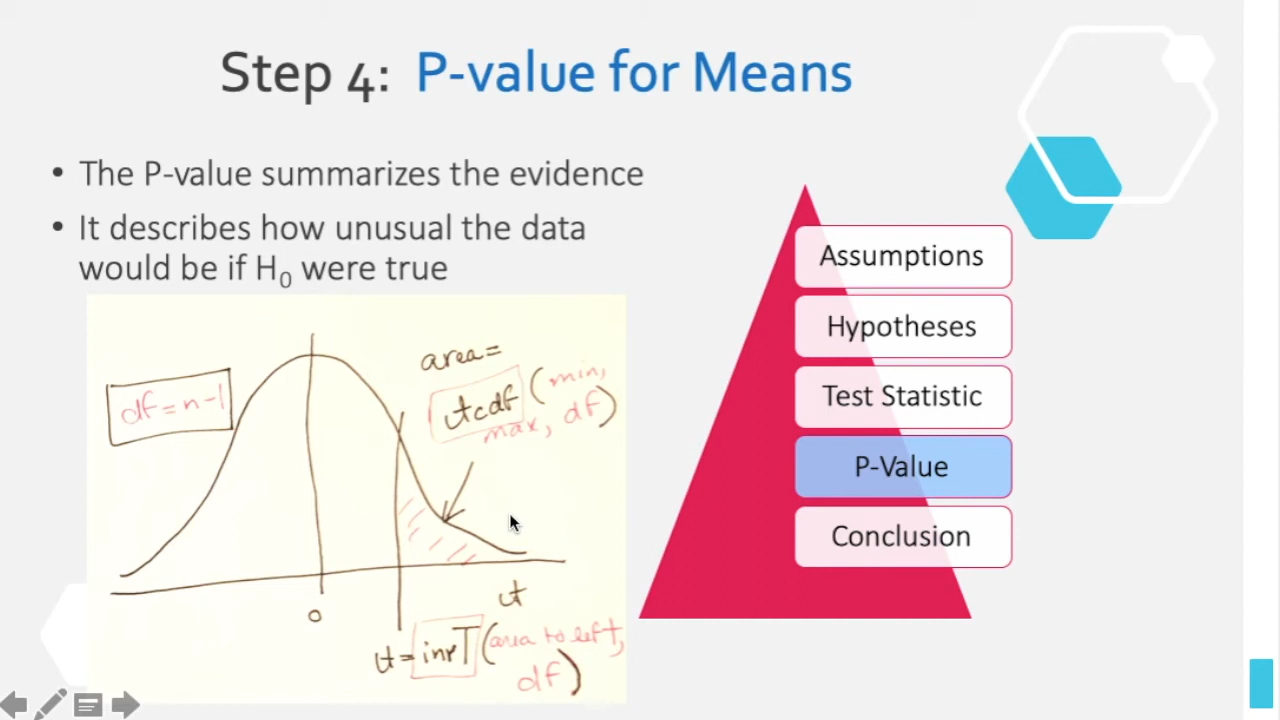 Step 4: P-value for Means
• The P-value summarizes the evidence
• It describes how unusual the data
would be if H₀ were true
area=
tcdf (min,
max, df)
df=n-1
0
t
t=invT(area to left,
df)
Assumptions
Hypotheses
Test Statistic
P-Value
Conclusion